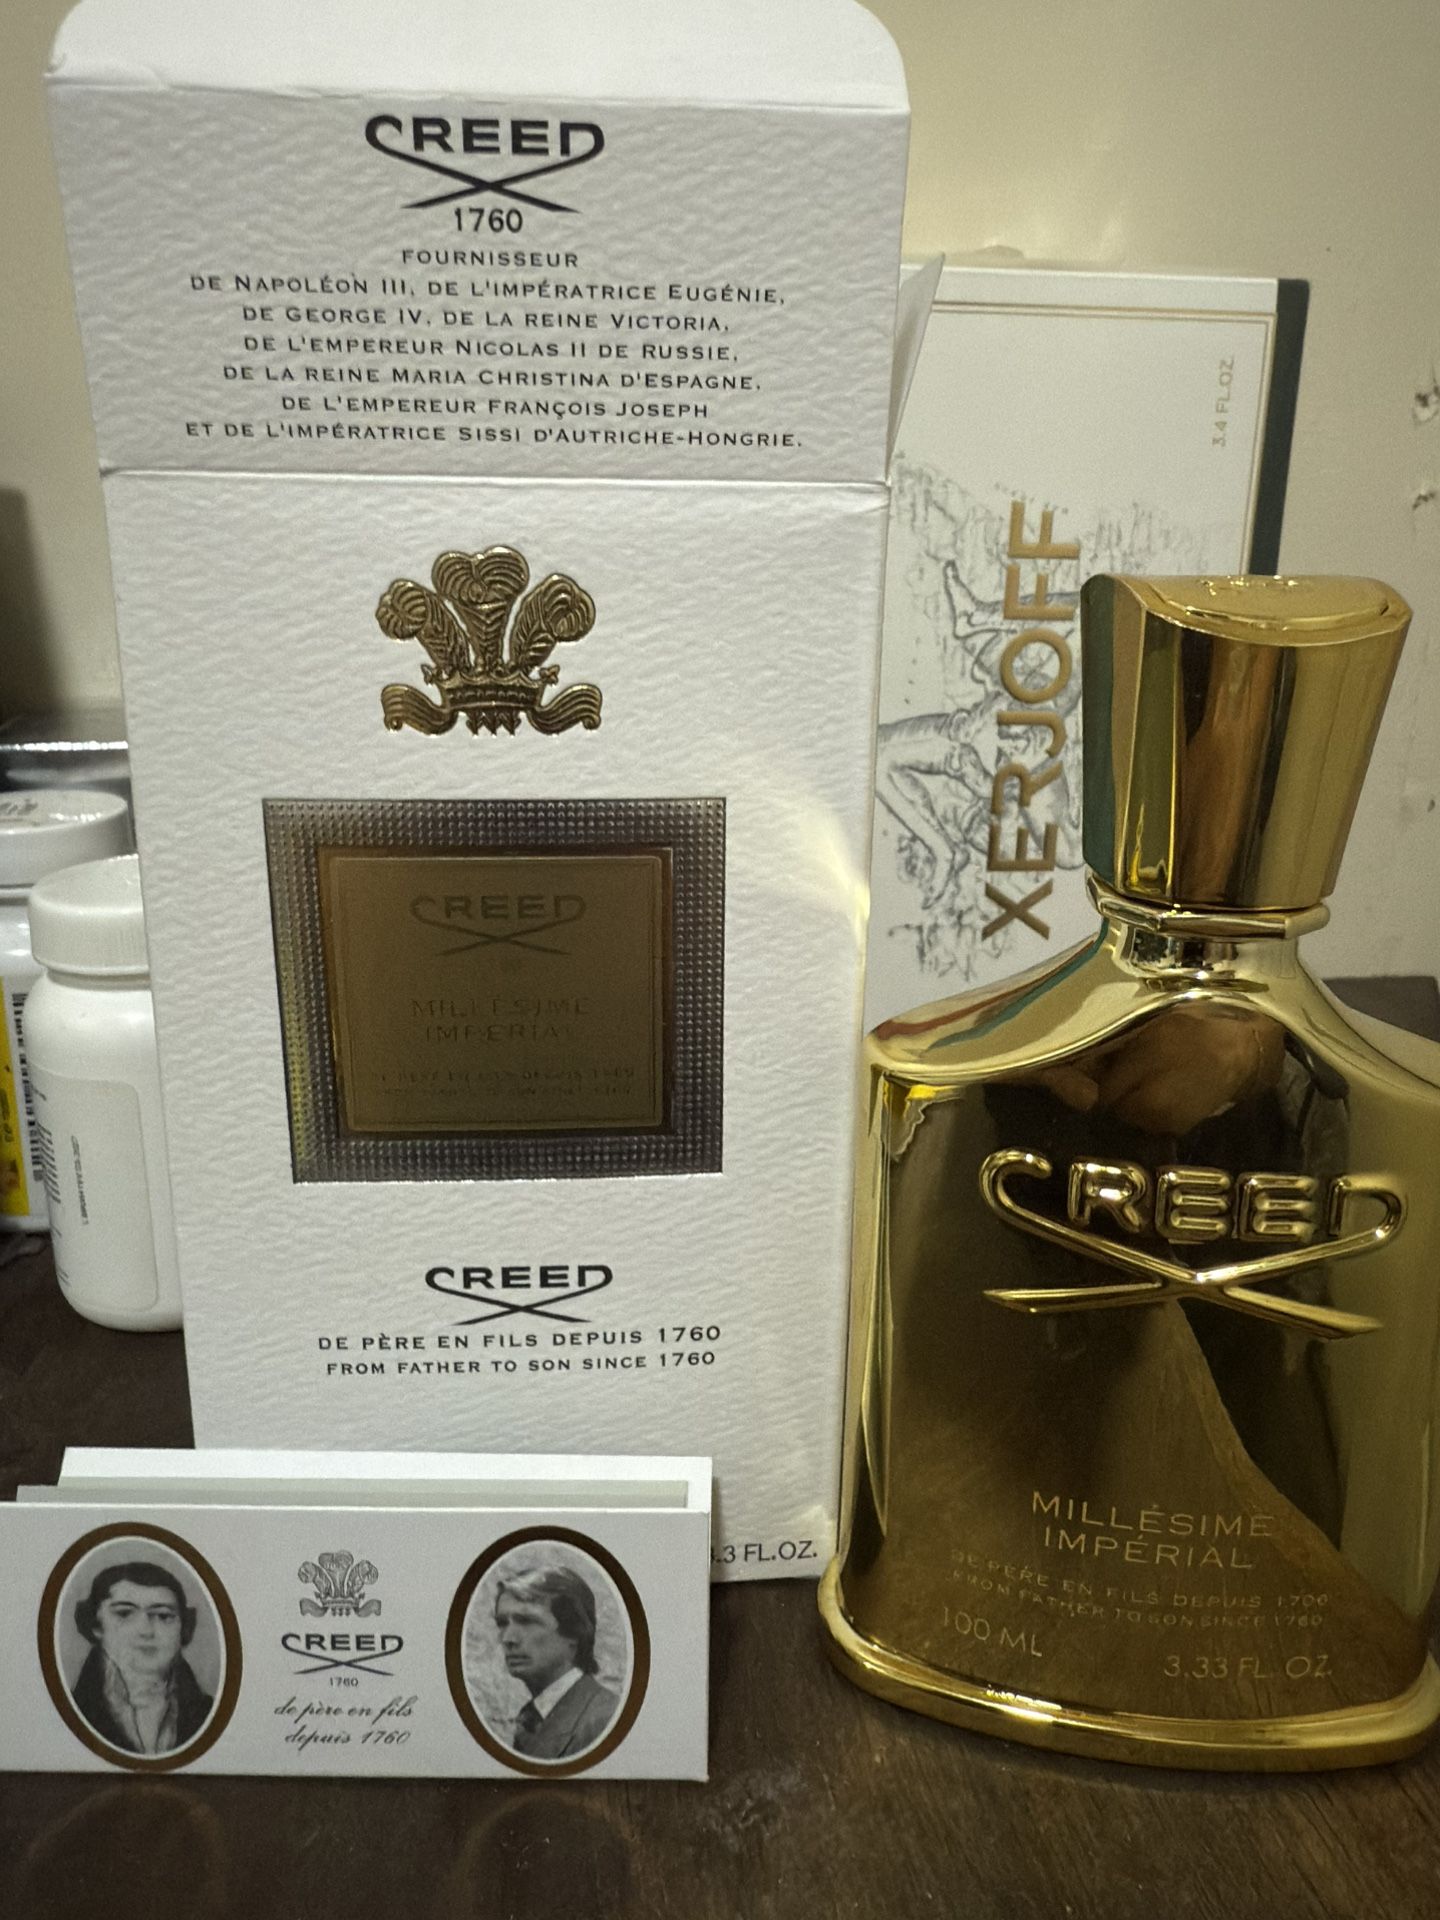 CREED
1760
FOURNISSEUR
DE NAPOLÉON III, DE L'IMPÉRATRICE EUGÉNIE,
DE GEORGE IV, DE LA REINE VICTORIA,
DE L'EMPEREUR NICOLAS II DE RUSSIE,
DE LA REINE MARIA CHRISTINA D'ESPAGNE,
DE L'EMPEREUR FRANÇOIS JOSEPH
ET DE L'IMPÉRATRICE SISSI D'AUTRICHE-HONGRIE.
CREED
MILLÉSIME
IMPÉRIAL
CREED
DE PÈRE EN FILS DEPUIS 1760
FROM FATHER TO SON SINCE 1760
.3 FL.OZ.
CREED
1760
de père en fils
depuis 1760
3.4 FL.OZ.
XERJOFF
CREED
MILLÉSIME
IMPÉRIAL
DE PÈRE EN FILS DEPUIS 1760
FROM FATHER TO SON SINCE 1760
100 ML
3.33 FL. OZ.